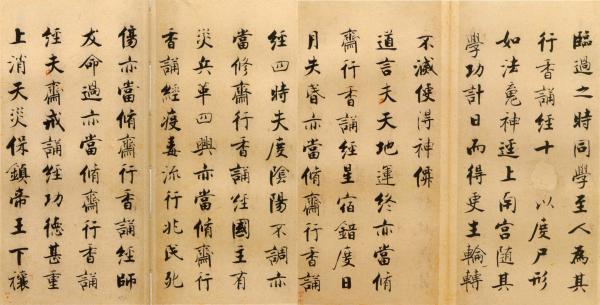 臨過之時同學至人為其
行香誦經十以度尸形
如法魂神逕上南宮隨其
學功計日而得更生輪轉
不滅便得神僊
道言夫天地運終亦當脩
齋行香誦經星宿錯度日
月失昏亦當脩齋行香誦
經四時失度陰陽不調亦
當修齋行香誦經國主有
災兵革四興亦當脩齋行
香誦經疫毒流行兆民死
傷亦當脩齋行香誦經師
友命過亦當脩齋行香誦
經夫齋戒誦經功德甚重
上消天災保鎮帝王下禳